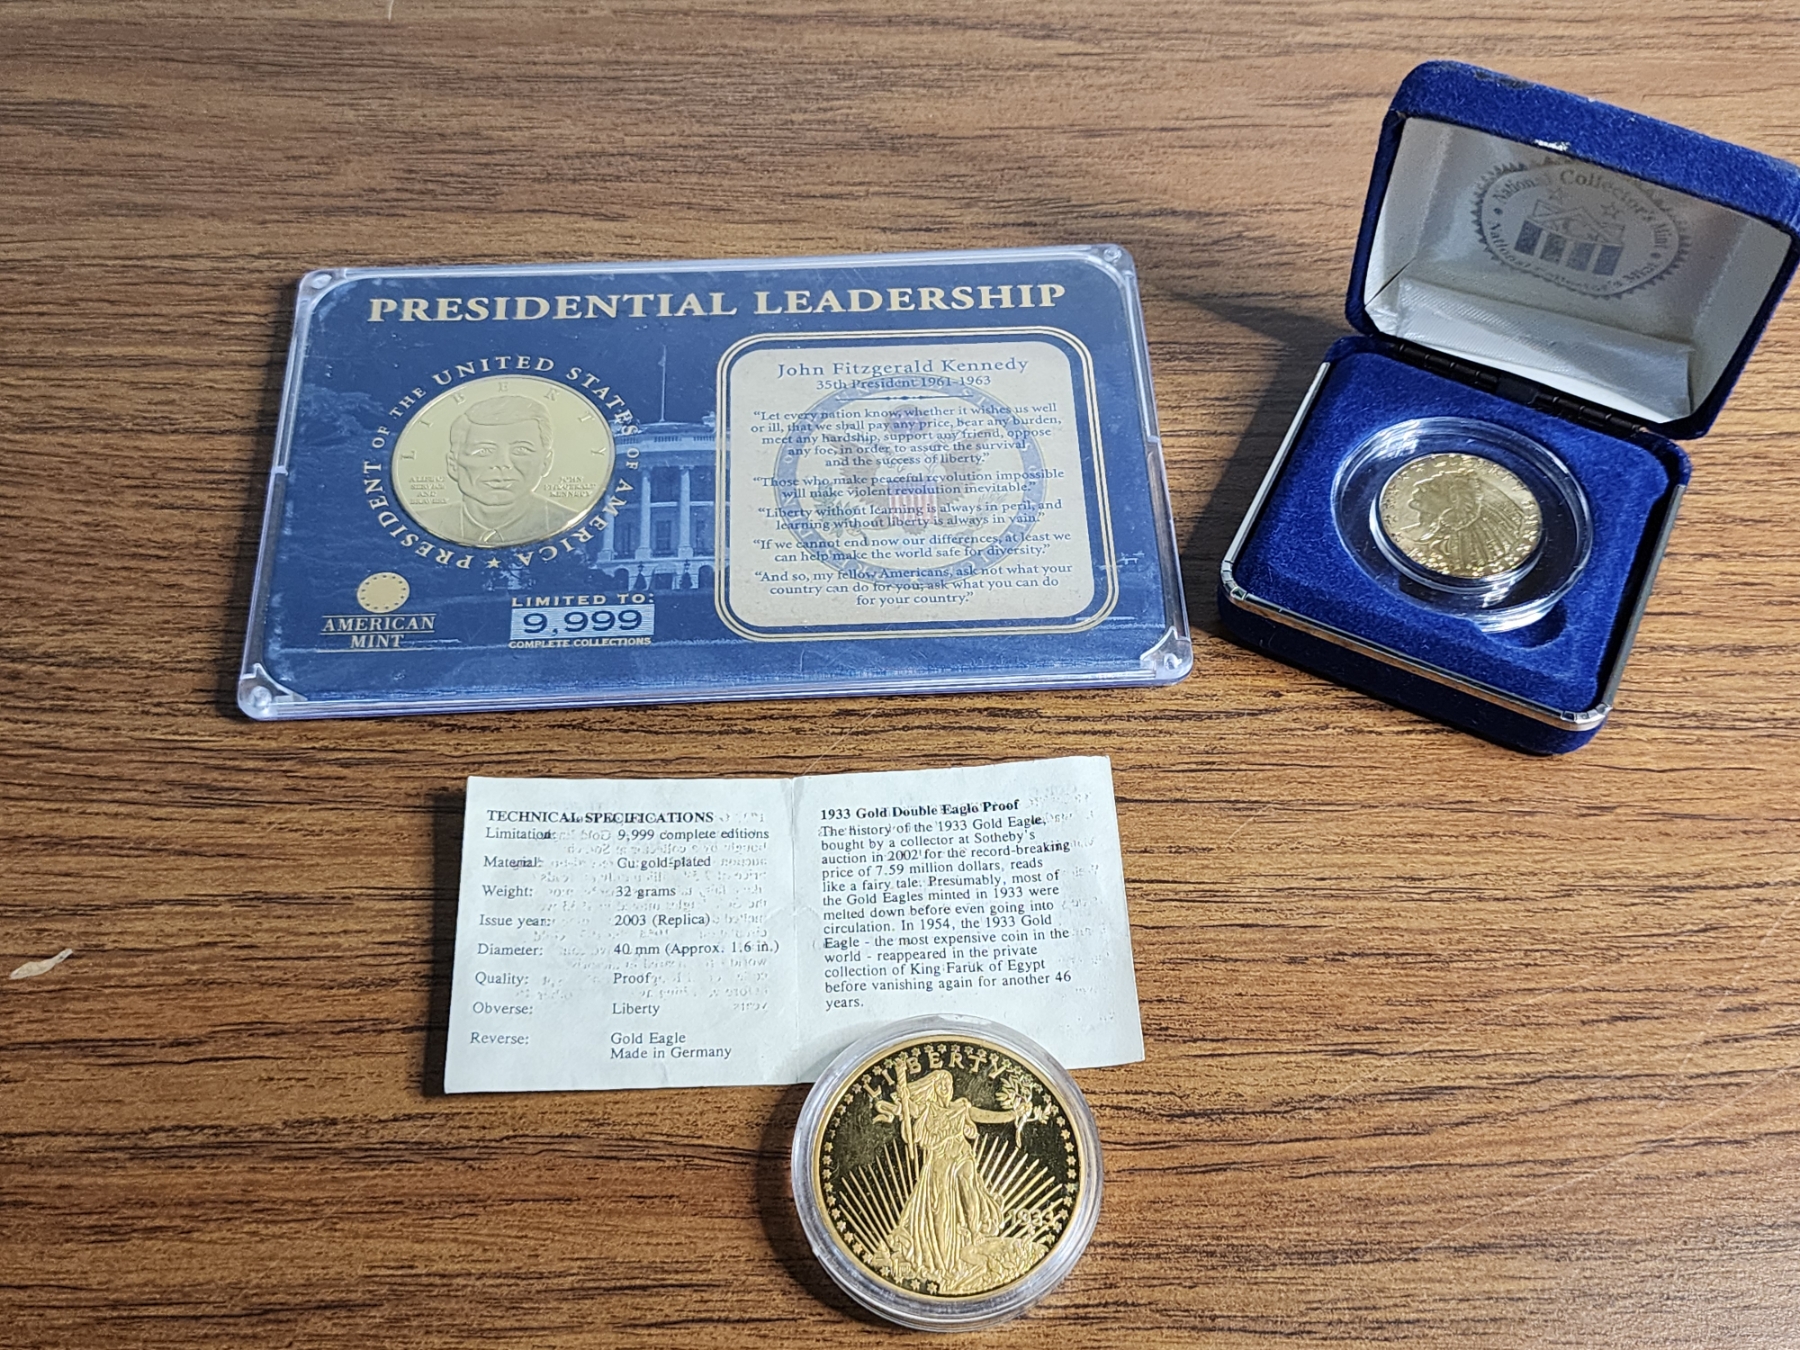 PRESIDENTIAL LEADERSHIP
PRESIDENT OF THE UNITED STATES OF AMERICA ★
LIBERTY
JOHN
FITZGERALD
KENNEDY
AMERICAN
MINT
LIMITED TO:
9,999
COMPLETE COLLECTIONS
John Fitzgerald Kennedy
35th President 1961-1963
"Let every nation know, whether it wishes us well
or ill, that we shall pay any price, bear any burden,
meet any hardship, support any friend, oppose
any foe, in order to assure the survival
and the success of liberty."
"Those who make peaceful revolution impossible
will make violent revolution inevitable."
"Liberty without learning is always in peril, and
learning without liberty is always in vain."
"If we cannot end now our differences, at least we
can help make the world safe for diversity."
"And so, my fellow Americans, ask not what your
country can do for you; ask what you can do
for your country."
National Collector's Mint • National Collector's Mint •
TECHNICAL SPECIFICATIONS
Limitation: 9,999 complete editions
Material: Cu gold-plated
Weight: 32 grams
Issue year: 2003 (Replica)
Diameter: 40 mm (Approx. 1.6 in.)
Quality: Proof
Obverse: Liberty
Reverse: Gold Eagle
Made in Germany
1933 Gold Double Eagle Proof
The history of the 1933 Gold Eagle,
bought by a collector at Sotheby's
auction in 2002 for the record-breaking
price of 7.59 million dollars, reads
like a fairy tale. Presumably, most of
the Gold Eagles minted in 1933 were
melted down before even going into
circulation. In 1954, the 1933 Gold
Eagle - the most expensive coin in the
world - reappeared in the private
collection of King Faruk of Egypt
before vanishing again for another 46
years.
LIBERTY
1933